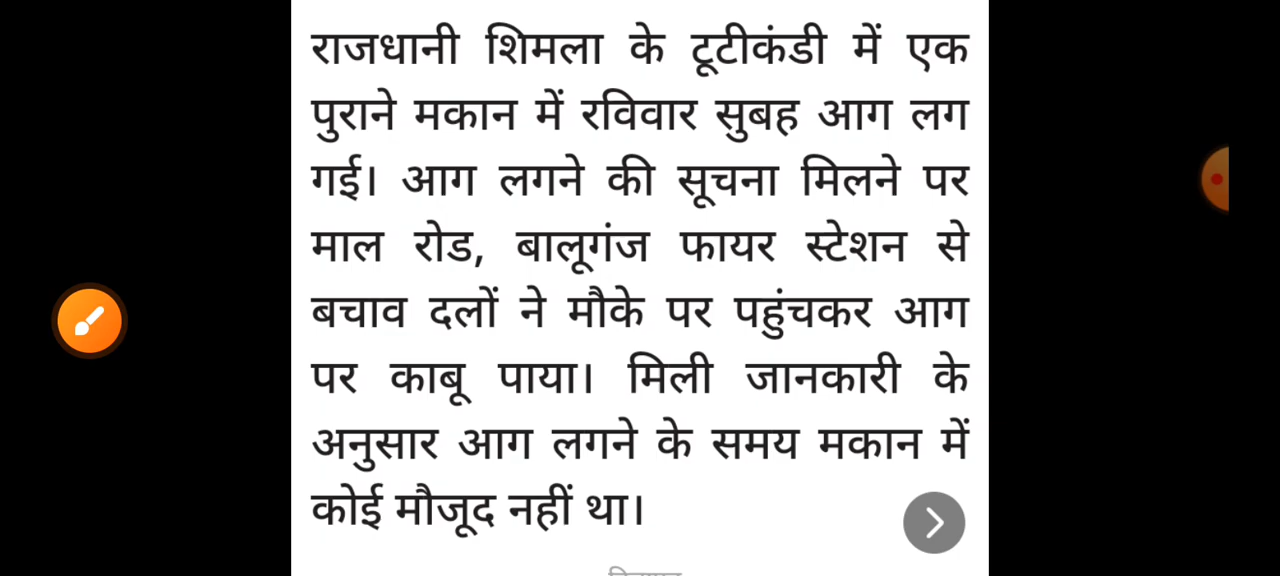 राजधानी शिमला के टूटीकंडी में एक
पुराने मकान में रविवार सुबह आग लग
गई। आग लगने की सूचना मिलने पर
माल रोड, बालूगंज फायर स्टेशन से
बचाव दलों ने मौके पर पहुंचकर आग
पर काबू पाया। मिली जानकारी के
अनुसार आग लगने के समय मकान में
कोई मौजूद नहीं था।